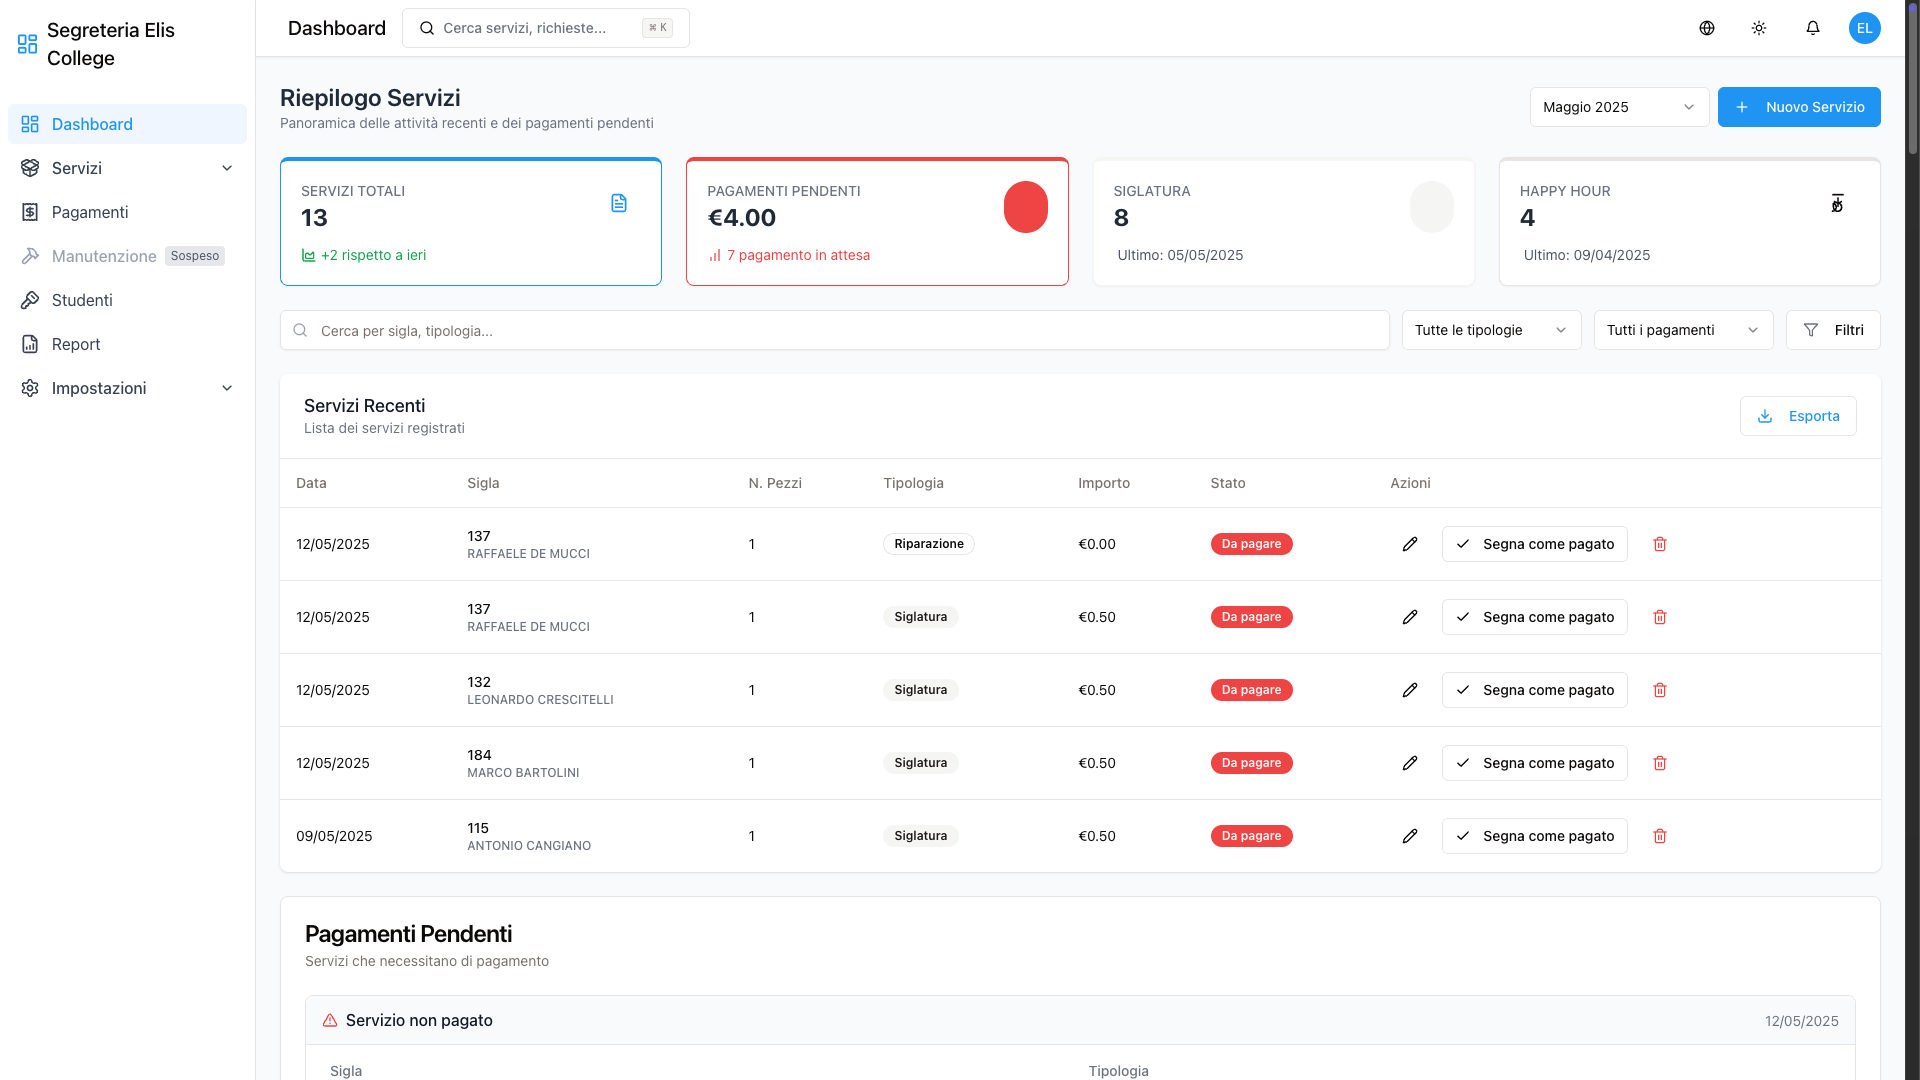 Segreteria Elis College
Dashboard
Cerca servizi, richieste...
⌘ K
EL
Dashboard
Servizi
Pagamenti
Manutenzione Sospeso
Studenti
Report
Impostazioni
Riepilogo Servizi
Panoramica delle attività recenti e dei pagamenti pendenti
Maggio 2025
Nuovo Servizio
SERVIZI TOTALI
13
+2 rispetto a ieri
PAGAMENTI PENDENTI
€4.00
7 pagamento in attesa
SIGLATURA
8
Ultimo: 05/05/2025
HAPPY HOUR
4
Ultimo: 09/04/2025
Cerca per sigla, tipologia...
Tutte le tipologie
Tutti i pagamenti
Filtri
Servizi Recenti
Lista dei servizi registrati
Esporta
Data Sigla N. Pezzi Tipologia Importo Stato Azioni
12/05/2025 137 RAFFAELE DE MUCCI 1 Riparazione €0.00 Da pagare Segna come pagato
12/05/2025 137 RAFFAELE DE MUCCI 1 Siglatura €0.50 Da pagare Segna come pagato
12/05/2025 132 LEONARDO CRESCITELLI 1 Siglatura €0.50 Da pagare Segna come pagato
12/05/2025 184 MARCO BARTOLINI 1 Siglatura €0.50 Da pagare Segna come pagato
09/05/2025 115 ANTONIO CANGIANO 1 Siglatura €0.50 Da pagare Segna come pagato
Pagamenti Pendenti
Servizi che necessitano di pagamento
Servizio non pagato
12/05/2025
Sigla Tipologia